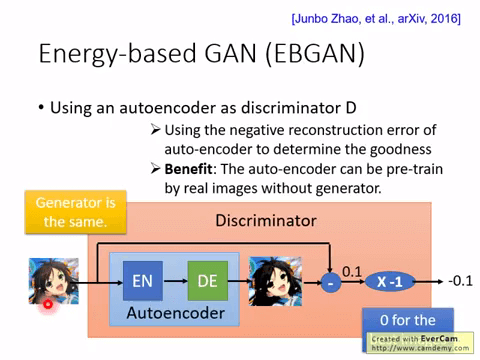 [Junbo Zhao, et al., arXiv, 2016]
Energy-based GAN (EBGAN)
• Using an autoencoder as discriminator D
➢ Using the negative reconstruction error of
auto-encoder to determine the goodness
➢ Benefit: The auto-encoder can be pre-train
by real images without generator.
Generator is
the same.
Discriminator
EN
DE
Autoencoder
-
0.1
X -1
-0.1
0 for the
Created with EverCam.
http://www.camdemy.com